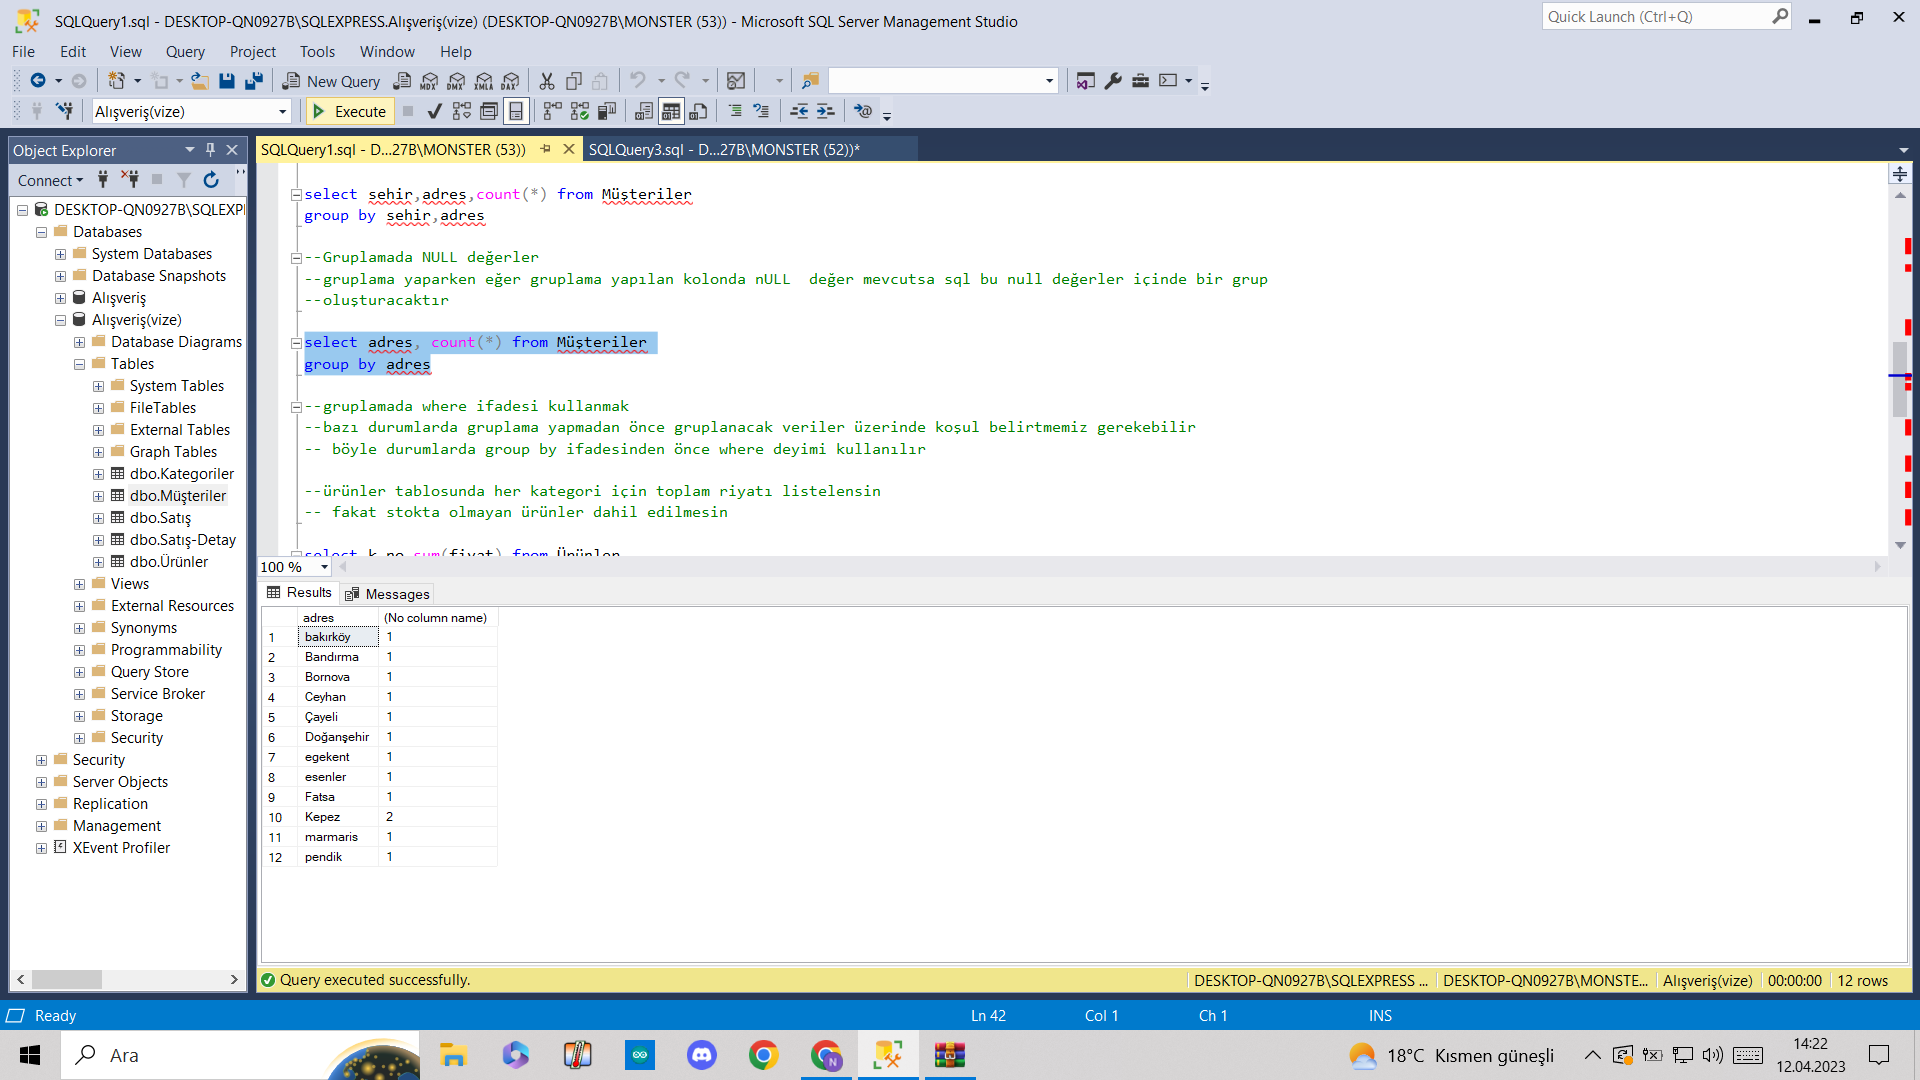 SQLQuery1.sql - DESKTOP-QN0927B\SQLEXPRESS.Alışveriş(vize) (DESKTOP-QN0927B\MONSTER (53)) - Microsoft SQL Server Management Studio
Quick Launch (Ctrl+Q)
File Edit View Query Project Tools Window Help
New Query MDX DMX XMLA DAX
Alışveriş(vize) Execute
Object Explorer
Connect
DESKTOP-QN0927B\SQLEXPI
Databases
System Databases
Database Snapshots
Alışveriş
Alışveriş(vize)
Database Diagrams
Tables
System Tables
FileTables
External Tables
Graph Tables
dbo.Kategoriler
dbo.Müşteriler
dbo.Satış
dbo.Satış-Detay
dbo.Ürünler
Views
External Resources
Synonyms
Programmability
Query Store
Service Broker
Storage
Security
Security
Server Objects
Replication
Management
XEvent Profiler
SQLQuery1.sql - D...27B\MONSTER (53)) SQLQuery3.sql - D...27B\MONSTER (52))*
select sehir,adres,count(*) from Müşteriler
group by sehir,adres
--Gruplamada NULL değerler
--gruplama yaparken eğer gruplama yapılan kolonda nULL  değer mevcutsa sql bu null değerler içinde bir grup
--oluşturacaktır
select adres, count(*) from Müşteriler
group by adres
--gruplamada where ifadesi kullanmak
--bazı durumlarda gruplama yapmadan önce gruplanacak veriler üzerinde koşul belirtmemiz gerekebilir
-- böyle durumlarda group by ifadesinden önce where deyimi kullanılır
--ürünler tablosunda her kategori için toplam riyatı listelensin
-- fakat stokta olmayan ürünler dahil edilmesin
select k_no,sum(fiyat) from Ürünler
100 %
Results Messages
adres (No column name)
1 bakırköy 1
2 Bandırma 1
3 Bornova 1
4 Ceyhan 1
5 Çayeli 1
6 Doğanşehir 1
7 egekent 1
8 esenler 1
9 Fatsa 1
10 Kepez 2
11 marmaris 1
12 pendik 1
Query executed successfully. DESKTOP-QN0927B\SQLEXPRESS ... DESKTOP-QN0927B\MONSTE... Alışveriş(vize) 00:00:00 12 rows
Ready Ln 42 Col 1 Ch 1 INS
Ara
N
18°C Kısmen güneşli
14:22
12.04.2023